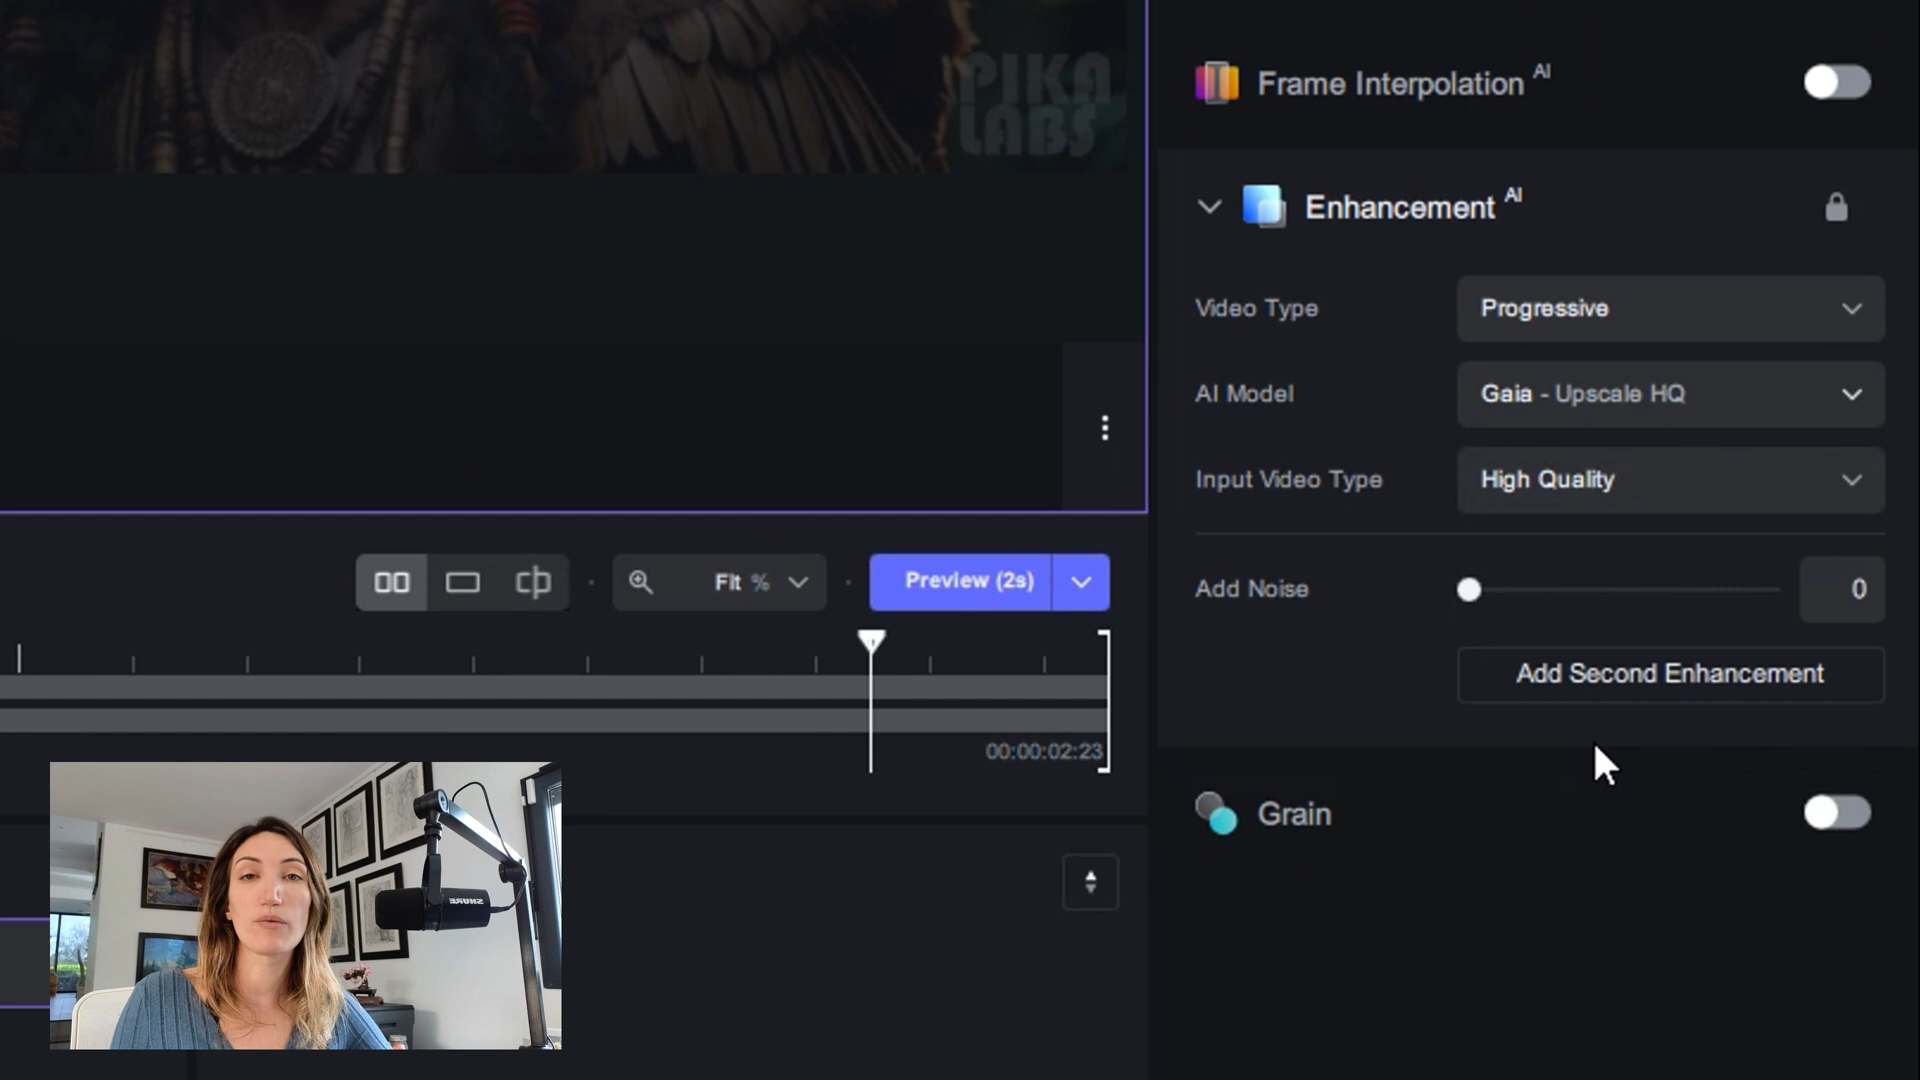 PIKA
LABS
Frame Interpolation AI
Enhancement AI
Video Type
Progressive
AI Model
Gaia - Upscale HQ
Input Video Type
High Quality
Add Noise
0
Add Second Enhancement
Grain
Fit %
Preview (2s)
00:00:02:23
SHURE